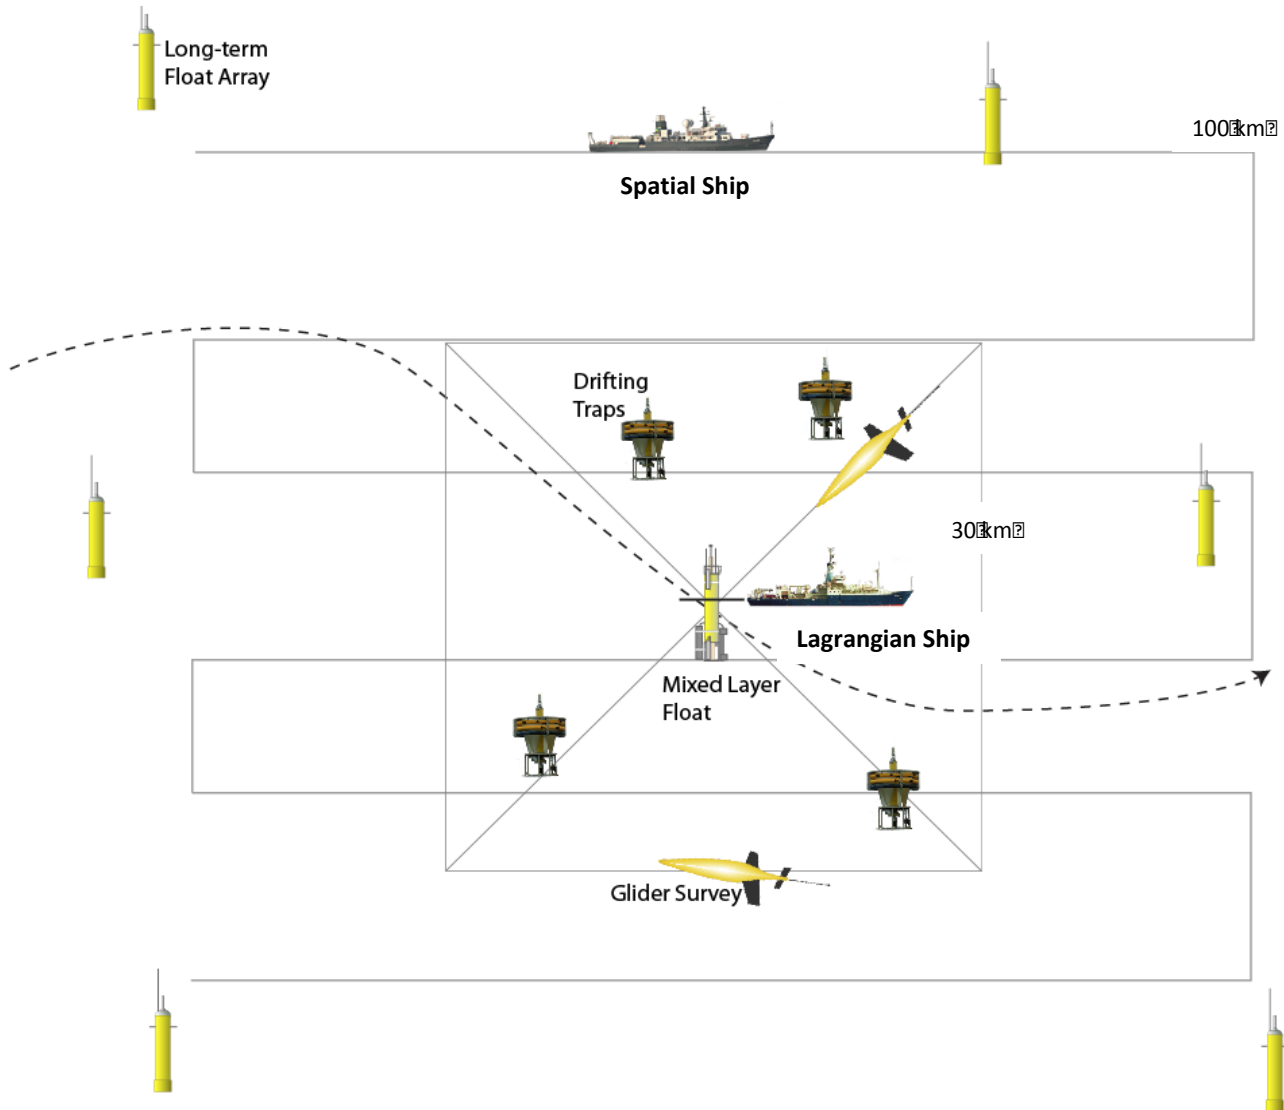 Long-term
Float Array
100 km
Spatial Ship
Drifting
Traps
30 km
Lagrangian Ship
Mixed Layer
Float
Glider Survey